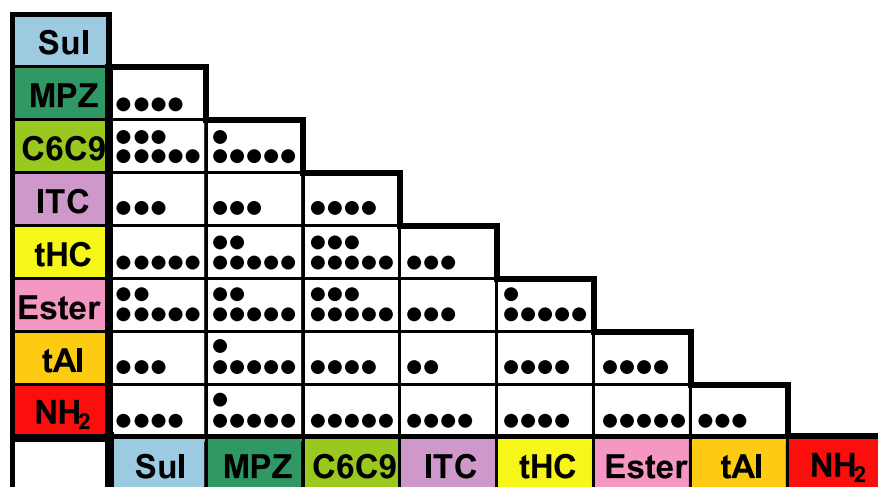 Sul
MPZ
C6C9
ITC
tHC
Ester
tAl
NH₂
Sul MPZ C6C9 ITC tHC Ester tAl NH₂